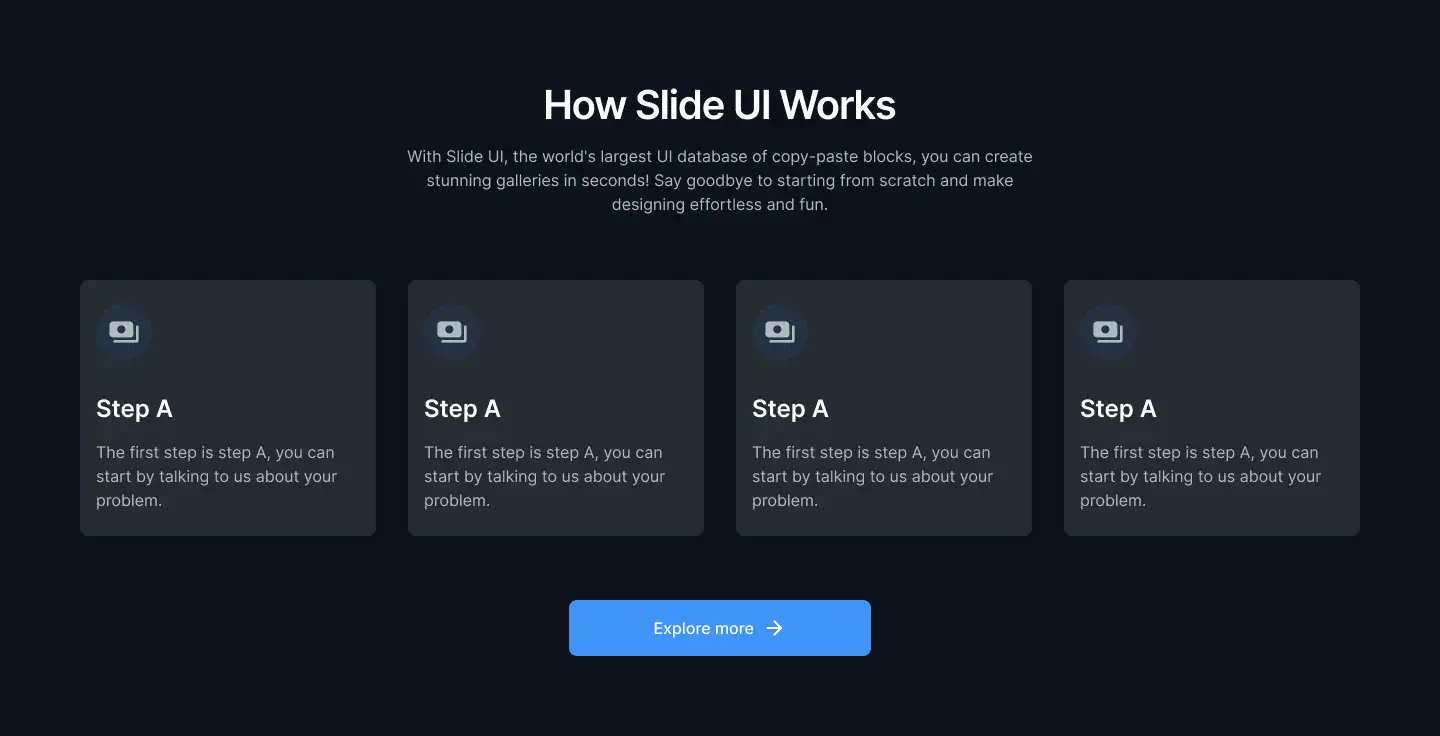 How Slide UI Works
With Slide UI, the world's largest UI database of copy-paste blocks, you can create
stunning galleries in seconds! Say goodbye to starting from scratch and make
designing effortless and fun.
Step A
The first step is step A, you can
start by talking to us about your
problem.
Step A
The first step is step A, you can
start by talking to us about your
problem.
Step A
The first step is step A, you can
start by talking to us about your
problem.
Step A
The first step is step A, you can
start by talking to us about your
problem.
Explore more